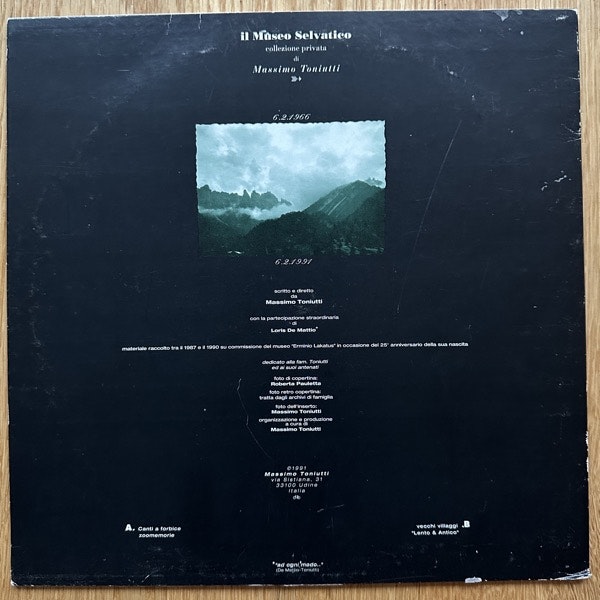 il Museo Selvatico
collezione privata
di
Massimo Toniutti
6.2.1966
6.2.1991
scritto e diretto
da
Massimo Toniutti
con la partecipazione straordinaria
di
Loris De Mattio*
materiale raccolto tra il 1987 e il 1990 su commissione del museo "Erminio Lakatus" in occasione del 25° anniversario della sua nascita
dedicato alla fam. Toniutti
ed ai suoi antenati
foto di copertina:
Roberta Pauletta
foto retro copertina:
tratta dagli archivi di famiglia
foto dell'inserto:
Massimo Toniutti
organizzazione e produzione
a cura di
Massimo Toniutti
©1991
Massimo Toniutti
via Sistiana, 31
33100 Udine
Italia
A. Canti a forbice
zoomemorie
vecchi villaggi .B
"Lento & Antico"
*"ad ogni modo..."
(De Mattio-Toniutti)